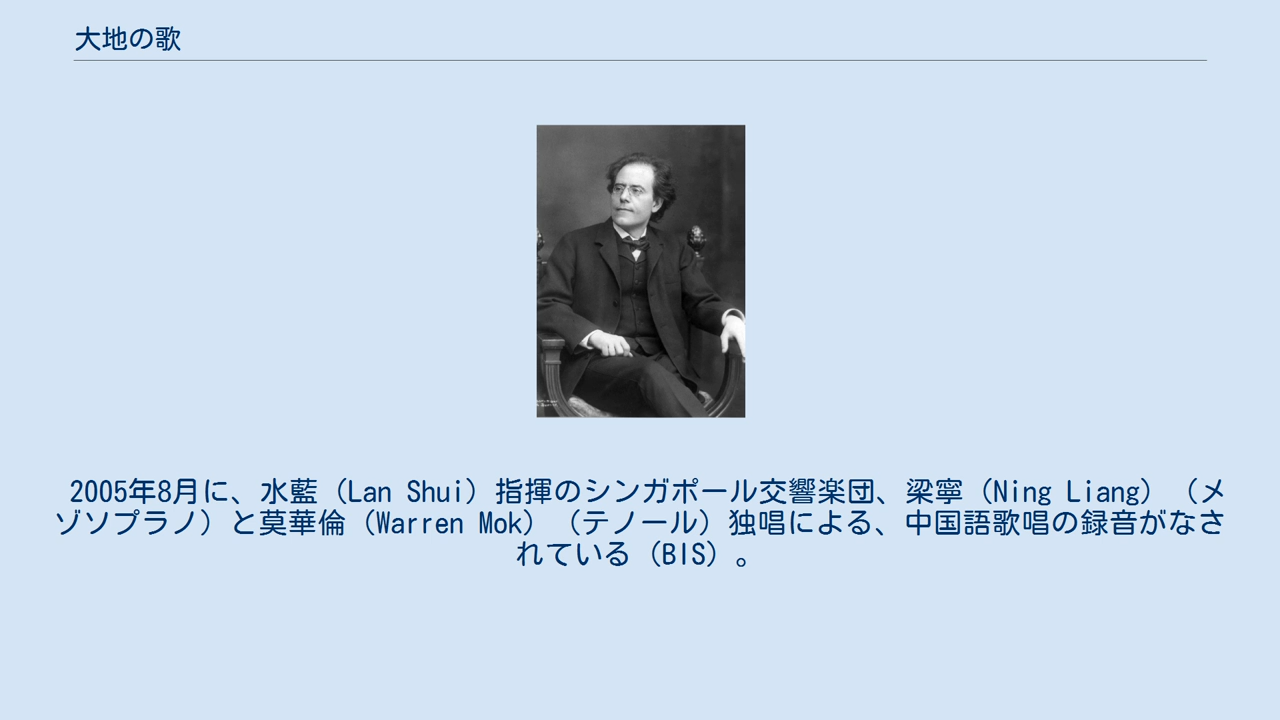 大地の歌
2005年8月に、水藍（Lan Shui）指揮のシンガポール交響楽団、梁寧（Ning Liang）（メ
ゾソプラノ）と莫華倫（Warren Mok）（テノール）独唱による、中国語歌唱の録音がなさ
れている（BIS）。